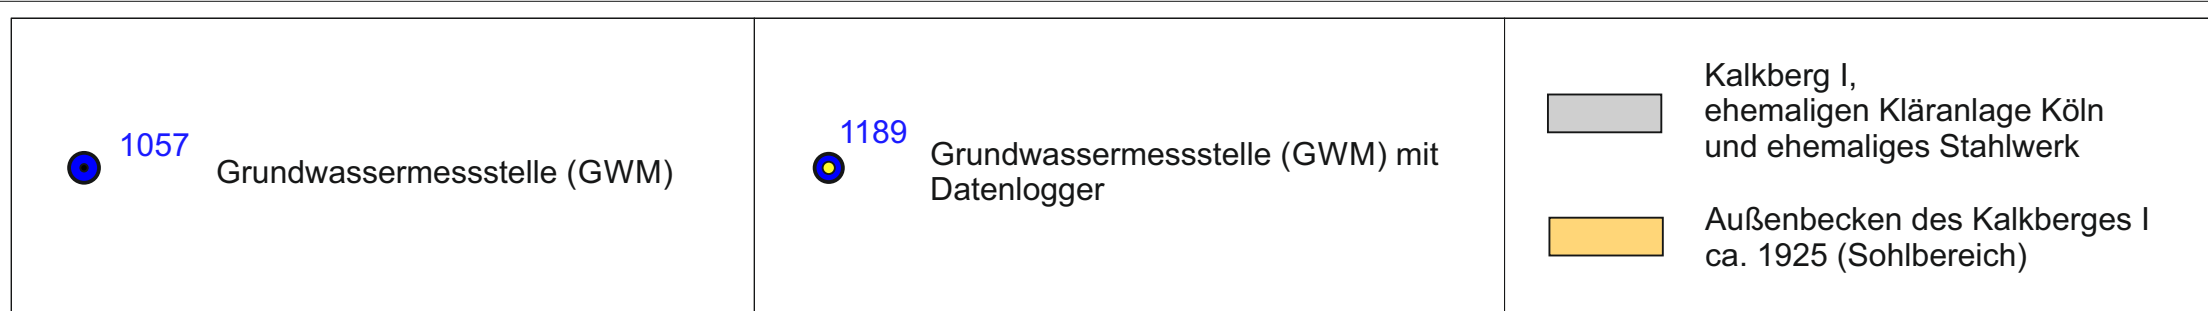 1057
Grundwassermessstelle (GWM)
1189
Grundwassermessstelle (GWM) mit
Datenlogger
Kalkberg I,
ehemaligen Kläranlage Köln
und ehemaliges Stahlwerk
Außenbecken des Kalkberges I
ca. 1925 (Sohlbereich)